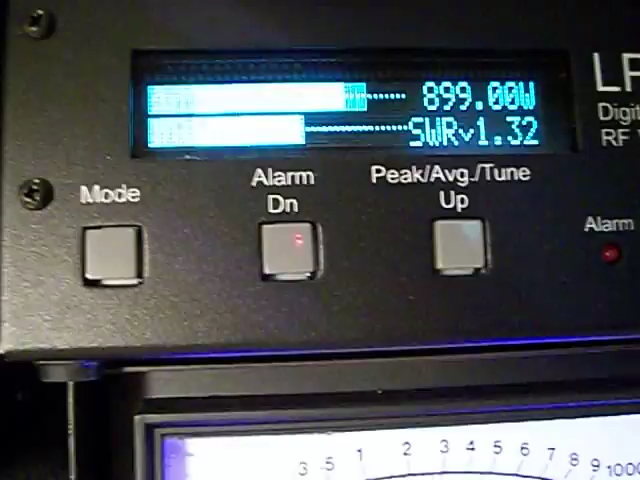 899.00W
SWRv1.32
LP
Digit
RF
Mode
Alarm
Dn
Peak/Avg./Tune
Up
Alarm
3 .5 1 2 3 4 5 6 7 8 9 1000